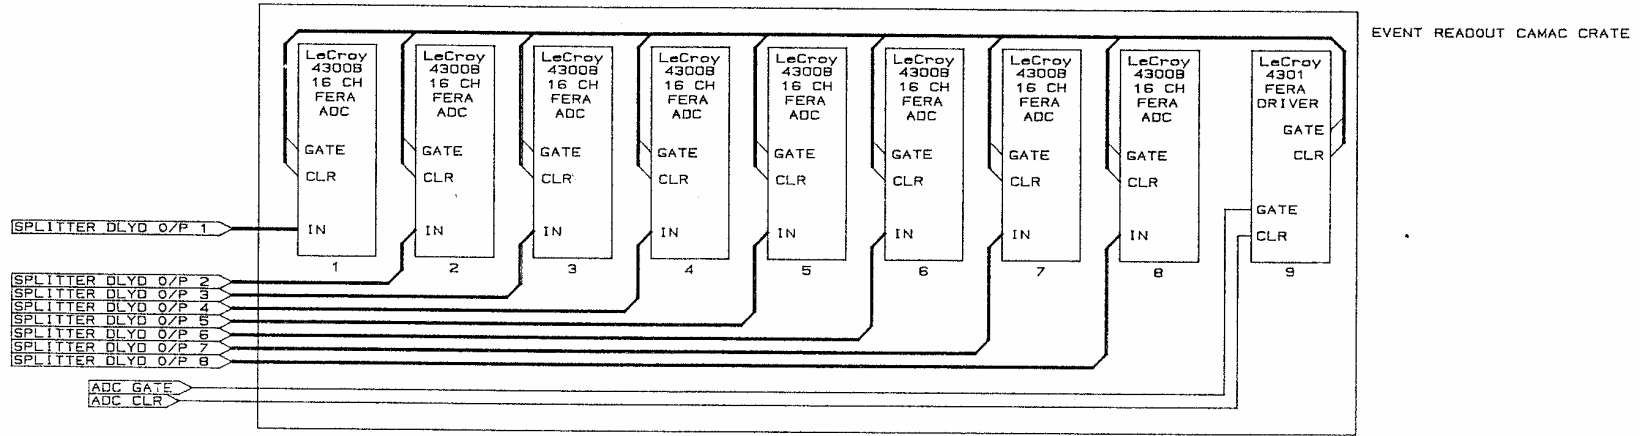 EVENT READOUT CAMAC CRATE
LeCroy
4300B
16 CH
FERA
ADC
GATE
CLR
IN
1
LeCroy
4300B
16 CH
FERA
ADC
GATE
CLR
IN
2
LeCroy
4300B
16 CH
FERA
ADC
GATE
CLR
IN
3
LeCroy
4300B
16 CH
FERA
ADC
GATE
CLR
IN
4
LeCroy
4300B
16 CH
FERA
ADC
GATE
CLR
IN
5
LeCroy
4300B
16 CH
FERA
ADC
GATE
CLR
IN
6
LeCroy
4300B
16 CH
FERA
ADC
GATE
CLR
IN
7
LeCroy
4300B
16 CH
FERA
ADC
GATE
CLR
IN
8
LeCroy
4301
FERA
DRIVER
GATE
CLR
GATE
CLR
9
SPLITTER DLYD O/P 1
SPLITTER DLYD O/P 2
SPLITTER DLYD O/P 3
SPLITTER DLYD O/P 4
SPLITTER DLYD O/P 5
SPLITTER DLYD O/P 6
SPLITTER DLYD O/P 7
SPLITTER DLYD O/P 8
ADC GATE
ADC CLR